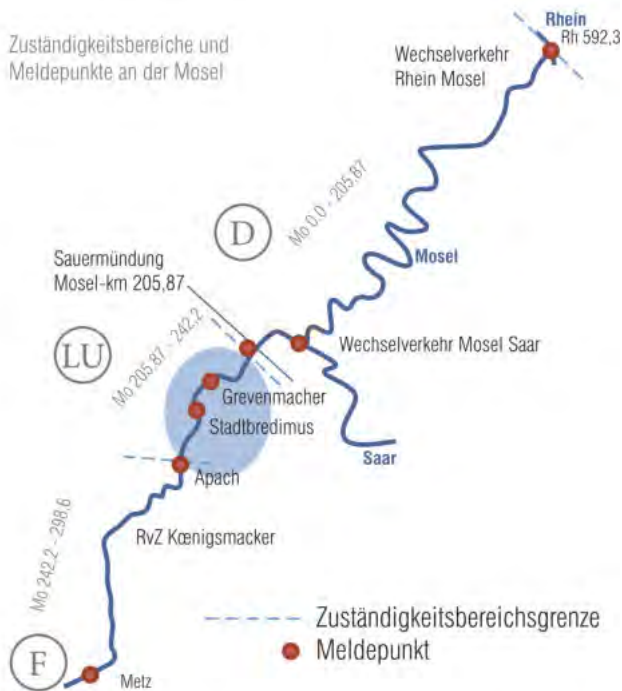 Zuständigkeitsbereiche und
Meldepunkte an der Mosel
Rhein
Rh 592,3
Wechselverkehr
Rhein Mosel
Mo 0.0 - 205,87
D
Mosel
Sauermündung
Mosel-km 205,87
LU
Mo 205,87 - 242,2
Wechselverkehr Mosel Saar
Grevenmacher
Stadtbredimus
Saar
Apach
RvZ Kœnigsmacker
Mo 242,2 - 298,6
F
Metz
Zuständigkeitsbereichsgrenze
Meldepunkt